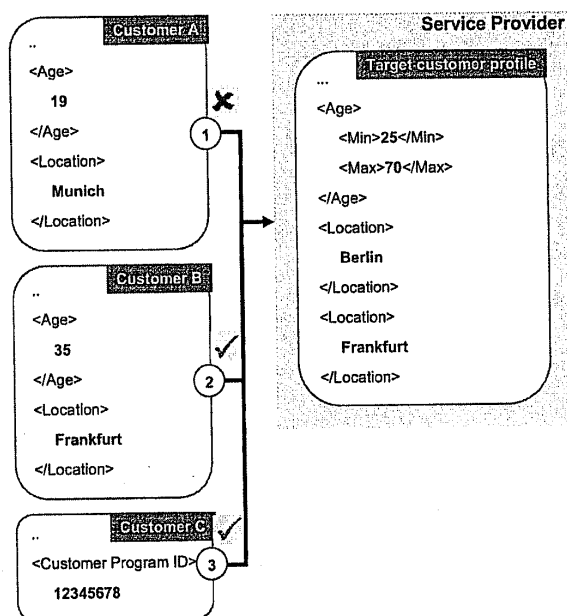 Customer A
..
<Age>
19
</Age>
<Location>
Munich
</Location>
1
Customer B
..
<Age>
35
</Age>
<Location>
Frankfurt
</Location>
2
Customer C
..
<Customer Program ID>
12345678
3
Service Provider
Target customer profile
...
<Age>
<Min>25</Min>
<Max>70</Max>
</Age>
<Location>
Berlin
</Location>
<Location>
Frankfurt
</Location>